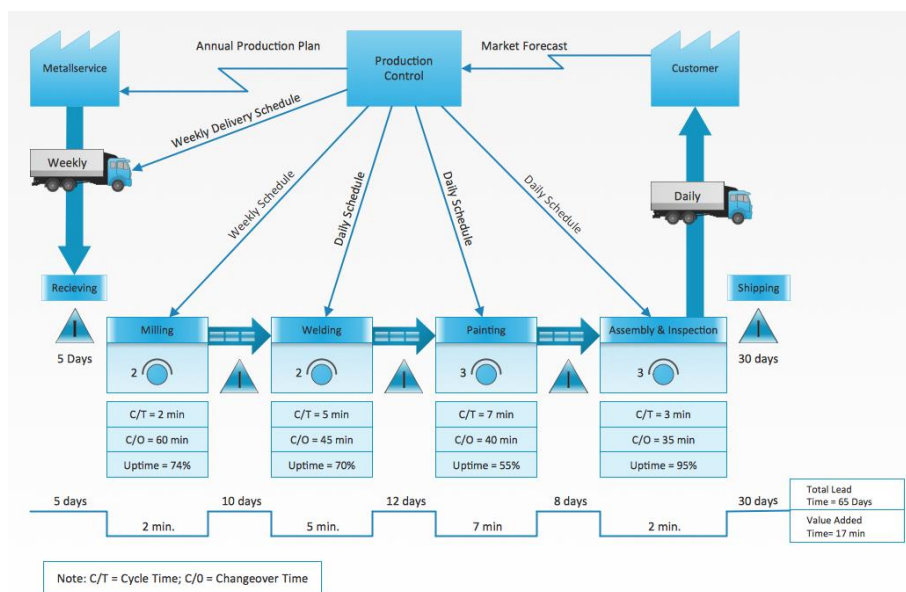 Metallservice
Annual Production Plan
Production
Control
Market Forecast
Customer
Weekly Delivery Schedule
Weekly
Weekly Schedule
Daily Schedule
Daily Schedule
Daily Schedule
Daily
Recieving
Shipping
5 Days
Milling
Welding
Painting
Assembly & Inspection
30 days
I
I
I
I
I
2
2
3
3
C/T = 2 min
C/T = 5 min
C/T = 7 min
C/T = 3 min
C/O = 60 min
C/O = 45 min
C/O = 40 min
C/O = 35 min
Uptime = 74%
Uptime = 70%
Uptime = 55%
Uptime = 95%
5 days
10 days
12 days
8 days
30 days
2 min.
5 min.
7 min
2 min.
Total Lead
Time = 65 Days
Value Added
Time= 17 min
Note: C/T = Cycle Time; C/0 = Changeover Time